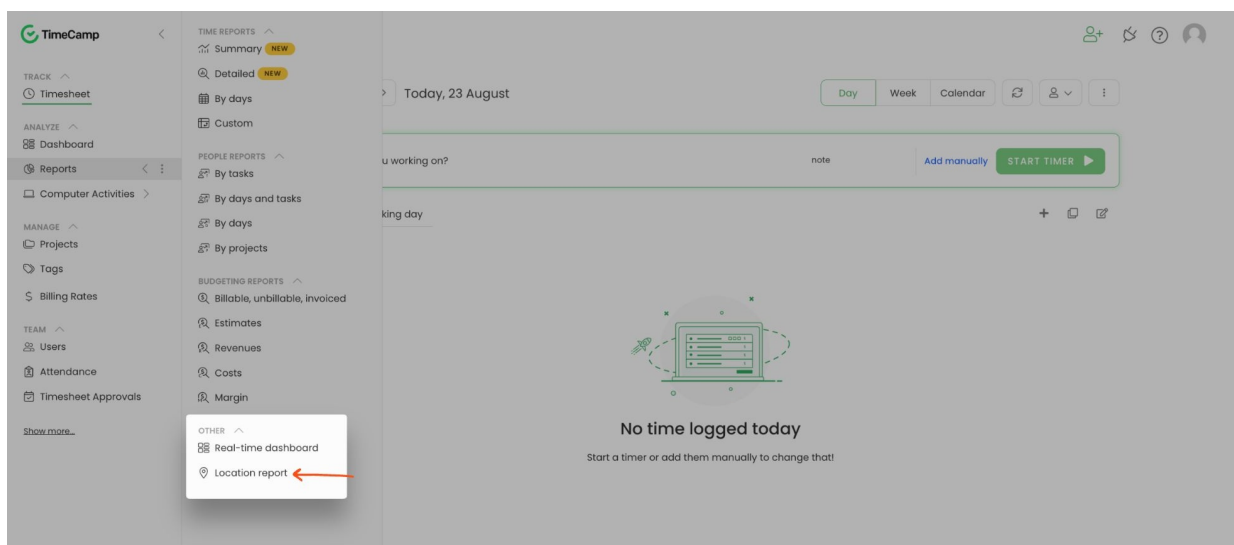 TimeCamp
TRACK
Timesheet
ANALYZE
Dashboard
Reports
Computer Activities
MANAGE
Projects
Tags
Billing Rates
TEAM
Users
Attendance
Timesheet Approvals
Show more...
TIME REPORTS
Summary NEW
Detailed NEW
By days
Custom
PEOPLE REPORTS
By tasks
By days and tasks
By days
By projects
BUDGETING REPORTS
Billable, unbillable, invoiced
Estimates
Revenues
Costs
Margin
OTHER
Real-time dashboard
Location report
Today, 23 August
Day Week Calendar
u working on? note Add manually START TIMER
king day
No time logged today
Start a timer or add them manually to change that!